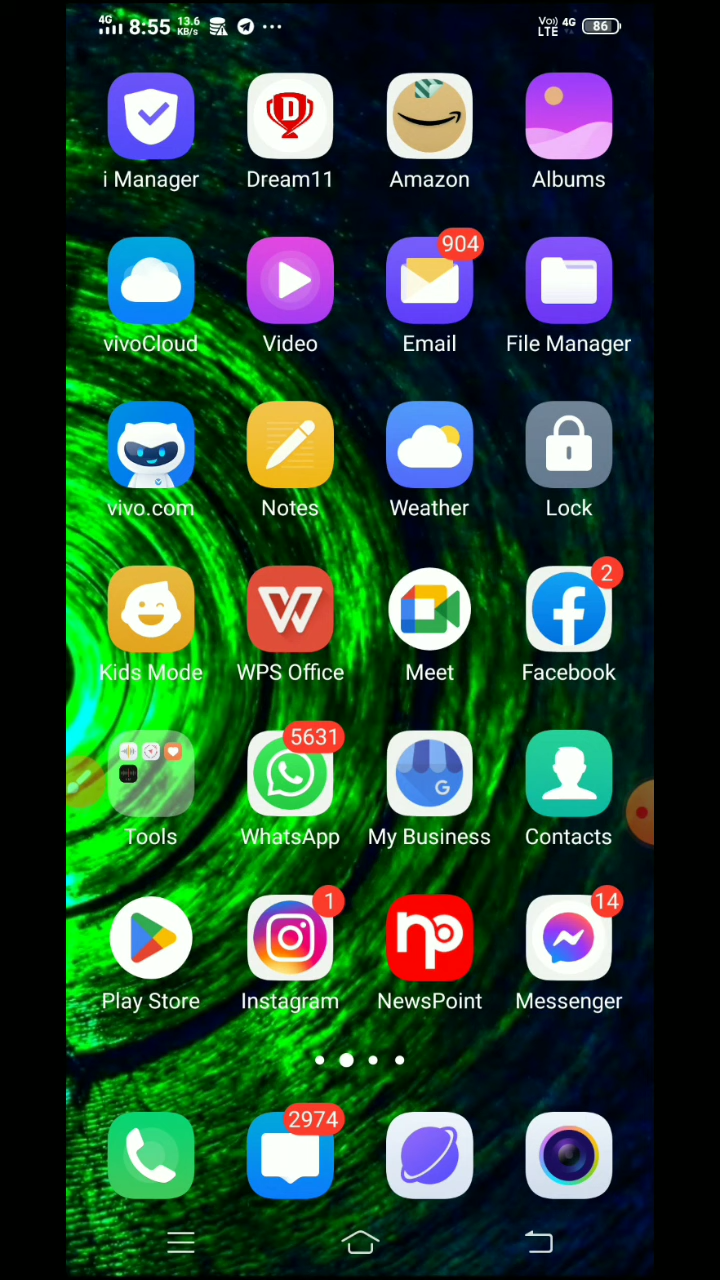 4G 8:55 13.6 KB/s ... Vo)) LTE 4G 86
i Manager Dream11 Amazon Albums
904
vivoCloud Video Email File Manager
vivo.com Notes Weather Lock
2
Kids Mode WPS Office Meet Facebook
5631
G
Tools WhatsApp My Business Contacts
1 14
np
Play Store Instagram NewsPoint Messenger
2974